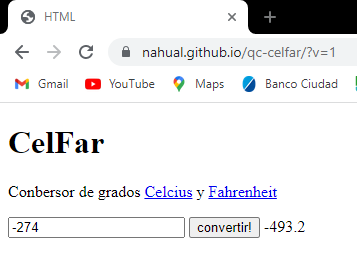 HTML
nahual.github.io/qc-celfar/?v=1
Gmail YouTube Maps Banco Ciudad
CelFar
Conbersor de grados Celcius y Fahrenheit
-274 convertir! -493.2